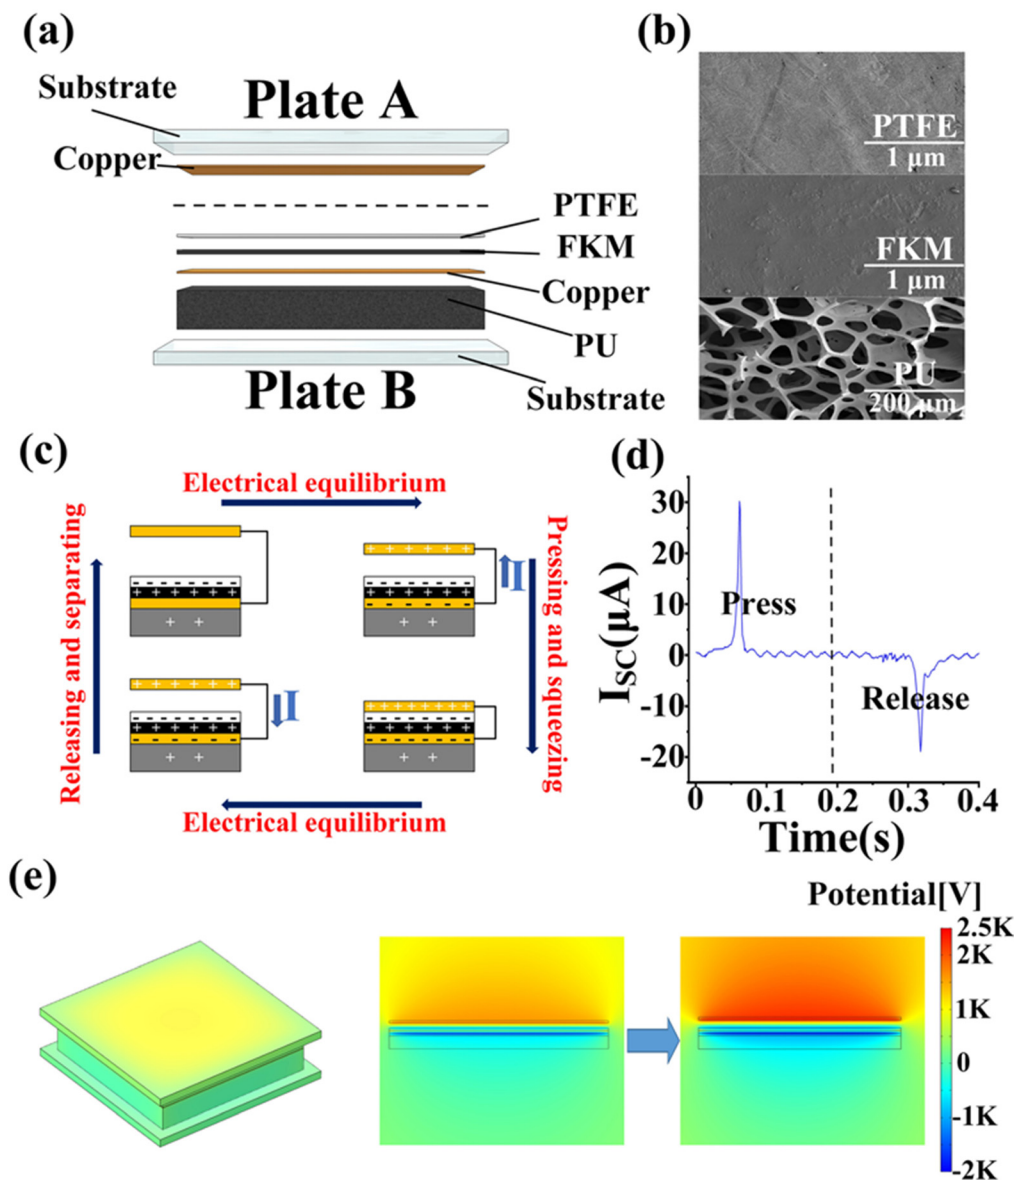 (a)
Plate A
Substrate
Copper
PTFE
FKM
Copper
PU
Plate B
Substrate
(b)
PTFE
1 μm
FKM
1 μm
PU
200 μm
(c)
Electrical equilibrium
Releasing and separating
+ + + + + +
- - - - - - -
- - - - - - -
+ + + + + +
+ + + + + +
- - - - - -
+ +
+ +
I
Pressing and squeezing
+ + + + + +
+ + + + + + +
- - - - - - -
- - - - - - -
+ + + + + +
+ + + + + +
- - - - - - -
- - - - - - -
+ +
+ +
I
Electrical equilibrium
(d)
ISC(μA)
30
20
10
0
-10
-20
Press
Release
0 0.1 0.2 0.3 0.4
Time(s)
(e)
Potential[V]
2.5K
2K
1K
0
-1K
-2K